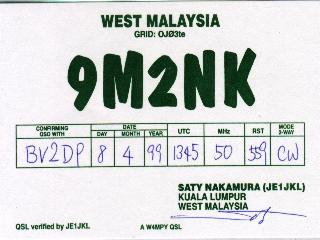 WEST MALAYSIA
GRID: OJØ3te
9M2NK
CONFIRMING QSO WITH DATE DAY MONTH YEAR UTC MHz RST MODE 2-WAY
BV2DP 8 4 99 1345 50 559 CW
SATY NAKAMURA (JE1JKL)
KUALA LUMPUR
WEST MALAYSIA
QSL verified by JE1JKL A W4MPY QSL